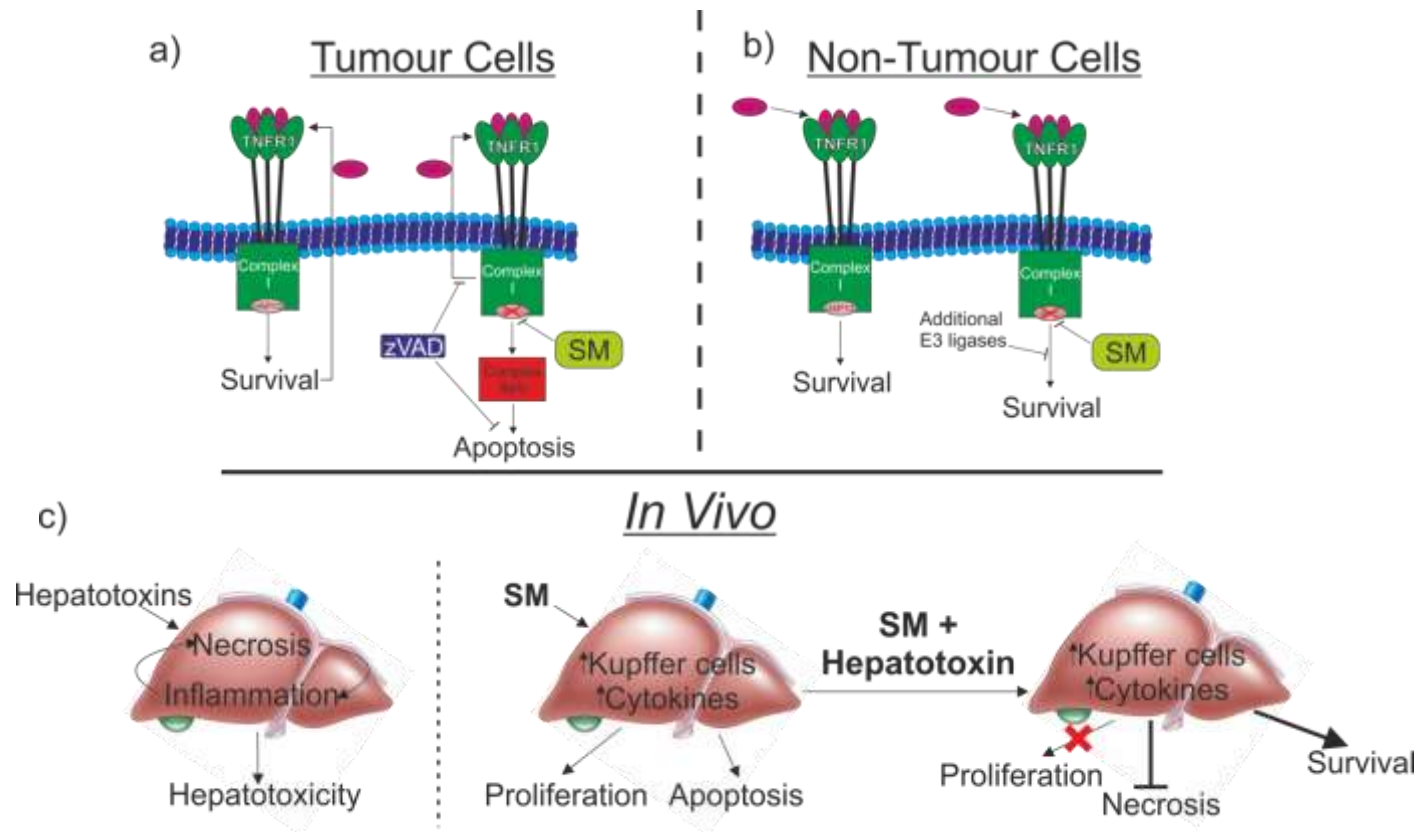 a)
Tumour Cells
TNFR1
TNFR1
Complex
I
Complex
I
zVAD
SM
Survival
Complex
Apoptosis
b)
Non-Tumour Cells
TNFR1
TNFR1
Complex
I
Complex
I
Additional
E3 ligases
SM
Survival
Survival
c)
In Vivo
Hepatotoxins
Necrosis
Inflammation
Hepatotoxicity
SM
Kupffer cells
Cytokines
Proliferation
Apoptosis
SM +
Hepatotoxin
Kupffer cells
Cytokines
Proliferation
Necrosis
Survival